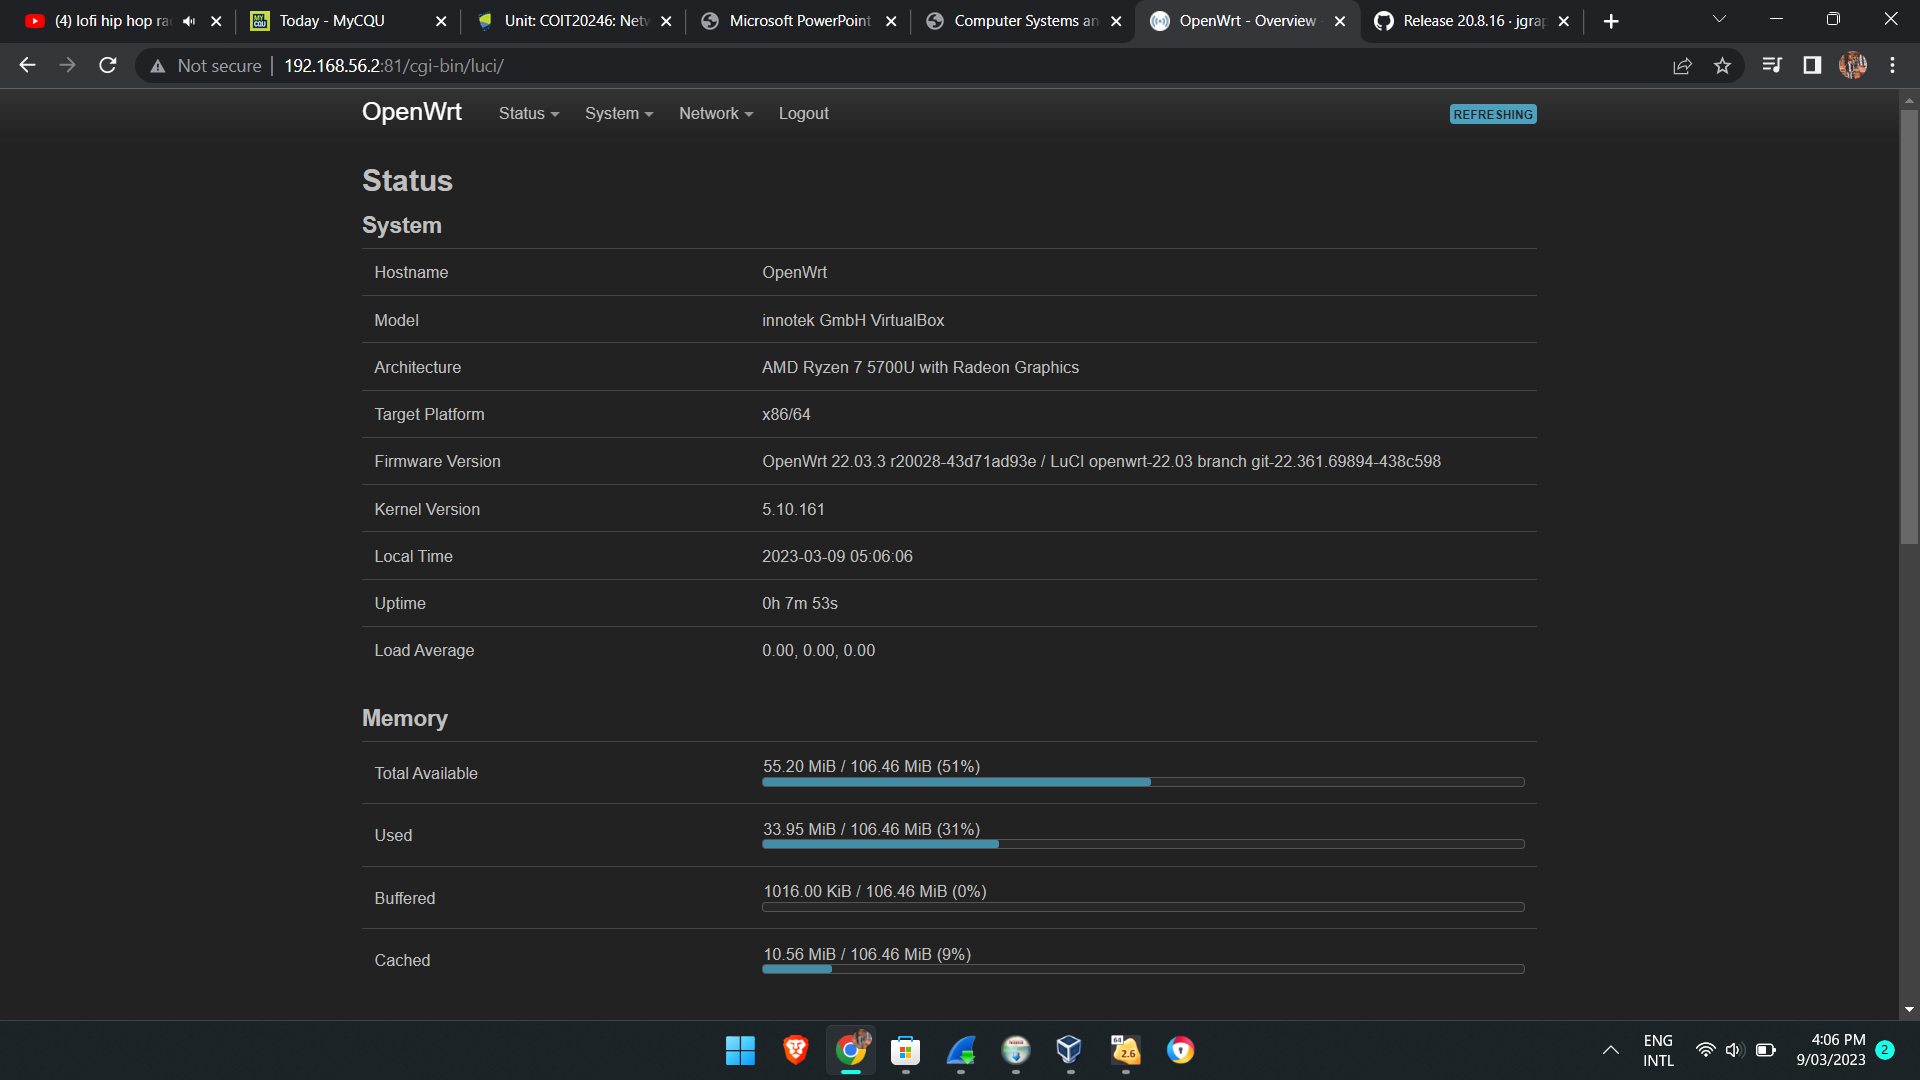 (4) lofi hip hop ra
Today - MyCQU
Unit: COIT20246: Netw
Microsoft PowerPoint
Computer Systems an
OpenWrt - Overview
Release 20.8.16 · jgrap
Not secure
192.168.56.2:81/cgi-bin/luci/
OpenWrt
Status
System
Network
Logout
REFRESHING
Status
System
Hostname
OpenWrt
Model
innotek GmbH VirtualBox
Architecture
AMD Ryzen 7 5700U with Radeon Graphics
Target Platform
x86/64
Firmware Version
OpenWrt 22.03.3 r20028-43d71ad93e / LuCI openwrt-22.03 branch git-22.361.69894-438c598
Kernel Version
5.10.161
Local Time
2023-03-09 05:06:06
Uptime
0h 7m 53s
Load Average
0.00, 0.00, 0.00
Memory
Total Available
55.20 MiB / 106.46 MiB (51%)
Used
33.95 MiB / 106.46 MiB (31%)
Buffered
1016.00 KiB / 106.46 MiB (0%)
Cached
10.56 MiB / 106.46 MiB (9%)
64
2.6
ENG
INTL
4:06 PM
9/03/2023
2